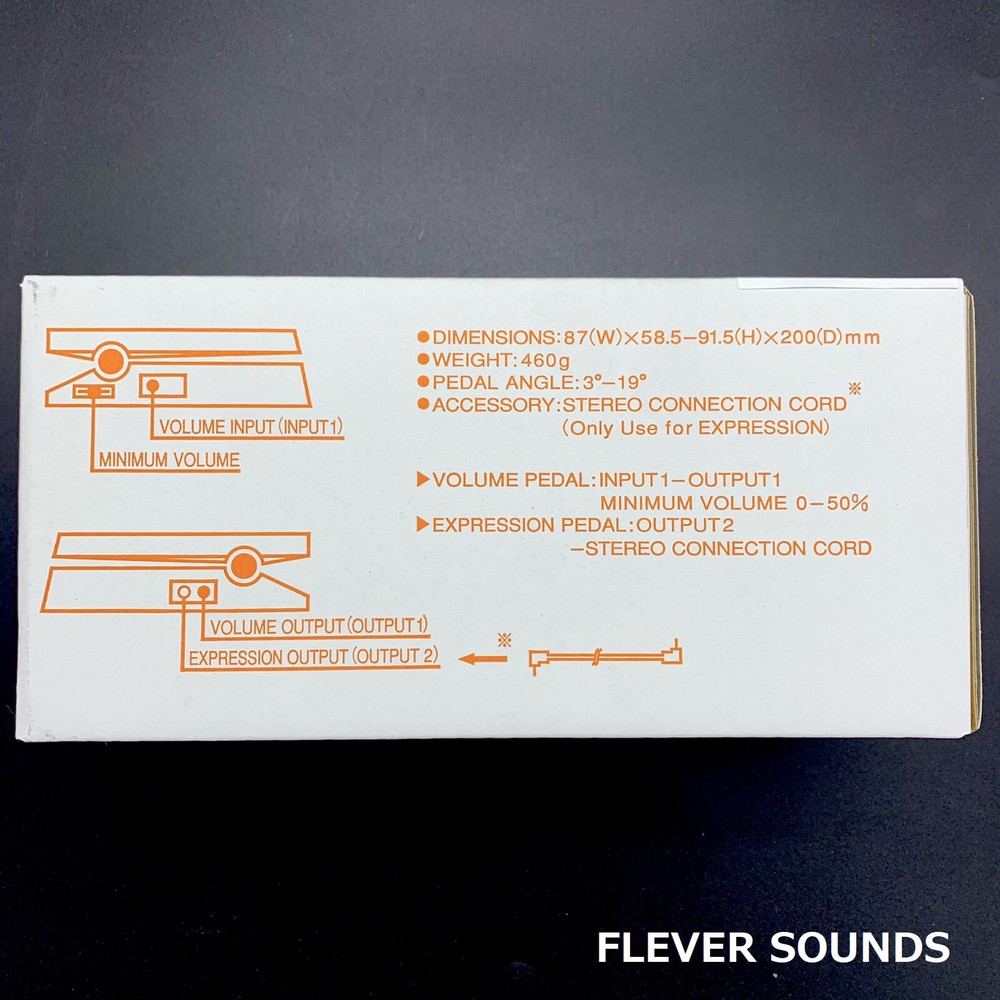 ●DIMENSIONS:87(W)×58.5–91.5(H)×200(D)mm
●WEIGHT:460g
●PEDAL ANGLE:3°–19°
●ACCESSORY:STEREO CONNECTION CORD※
(Only Use for EXPRESSION)
VOLUME INPUT (INPUT1)
MINIMUM VOLUME
▶VOLUME PEDAL:INPUT1–OUTPUT1
MINIMUM VOLUME 0–50%
▶EXPRESSION PEDAL:OUTPUT2
–STEREO CONNECTION CORD
VOLUME OUTPUT (OUTPUT1)
EXPRESSION OUTPUT (OUTPUT 2)
※
FLEVER SOUNDS